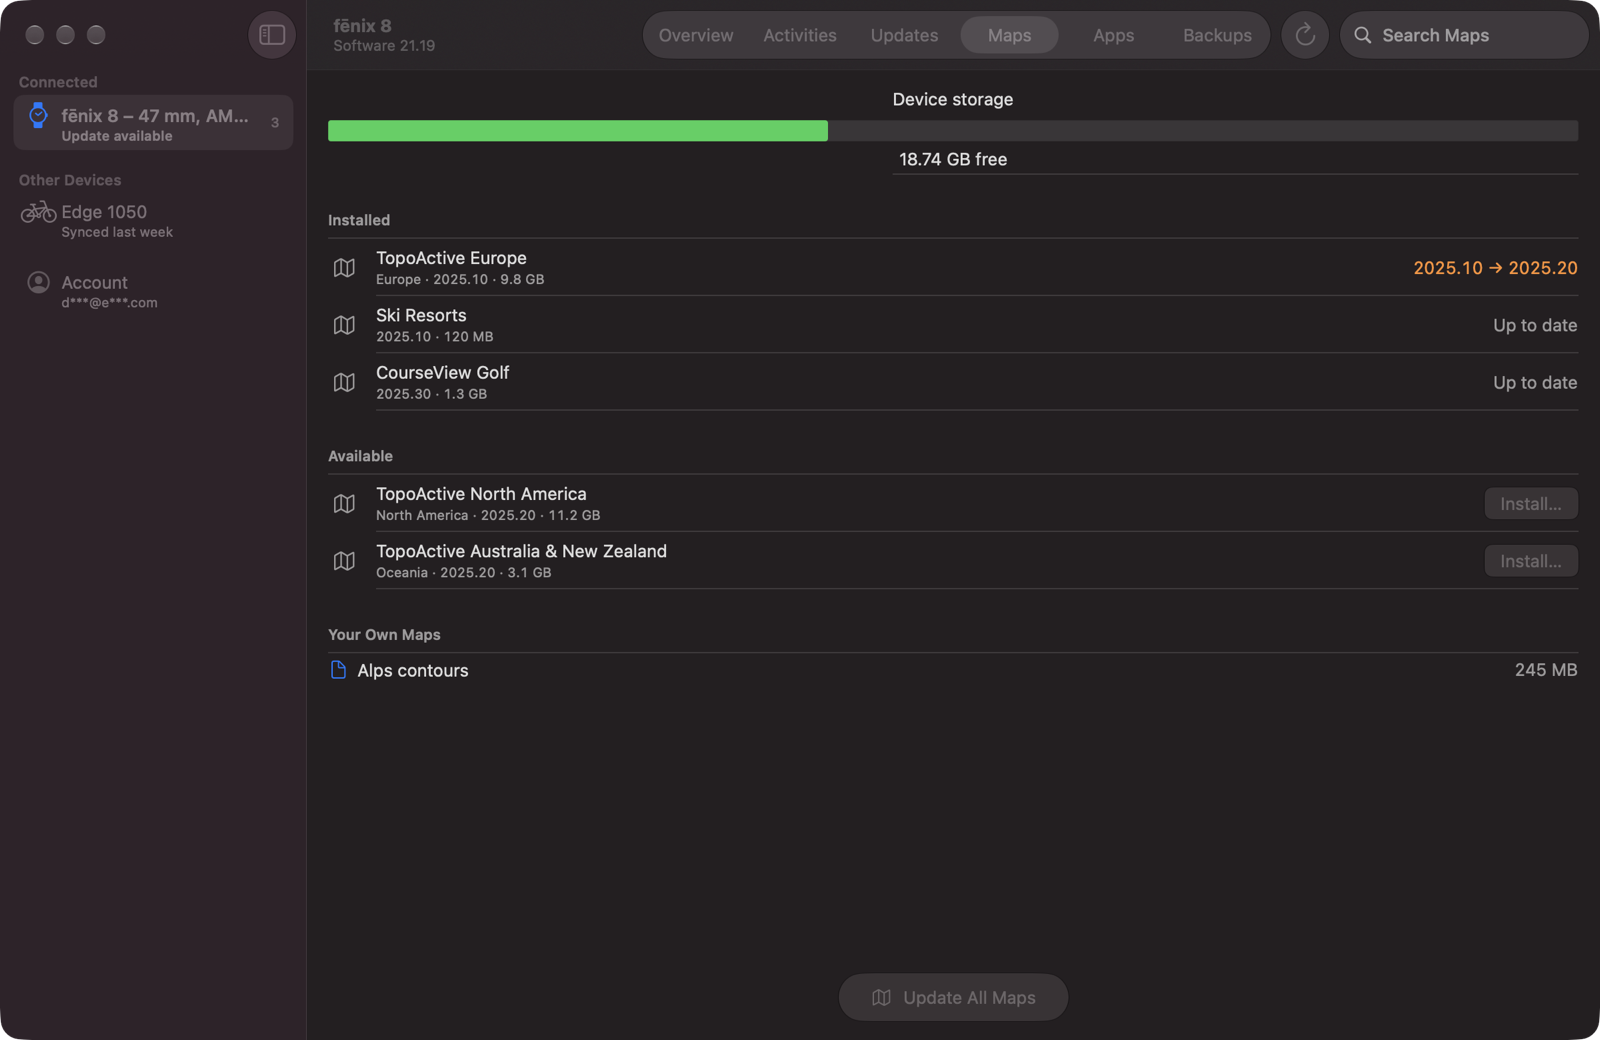 Connected
fēnix 8 – 47 mm, AM...
3
Update available
Other Devices
Edge 1050
Synced last week
Account
d***@e***.com
fēnix 8
Software 21.19
Overview
Activities
Updates
Maps
Apps
Backups
Search Maps
Device storage
18.74 GB free
Installed
TopoActive Europe
Europe · 2025.10 · 9.8 GB
2025.10 → 2025.20
Ski Resorts
2025.10 · 120 MB
Up to date
CourseView Golf
2025.30 · 1.3 GB
Up to date
Available
TopoActive North America
North America · 2025.20 · 11.2 GB
Install...
TopoActive Australia & New Zealand
Oceania · 2025.20 · 3.1 GB
Install...
Your Own Maps
Alps contours
245 MB
Update All Maps